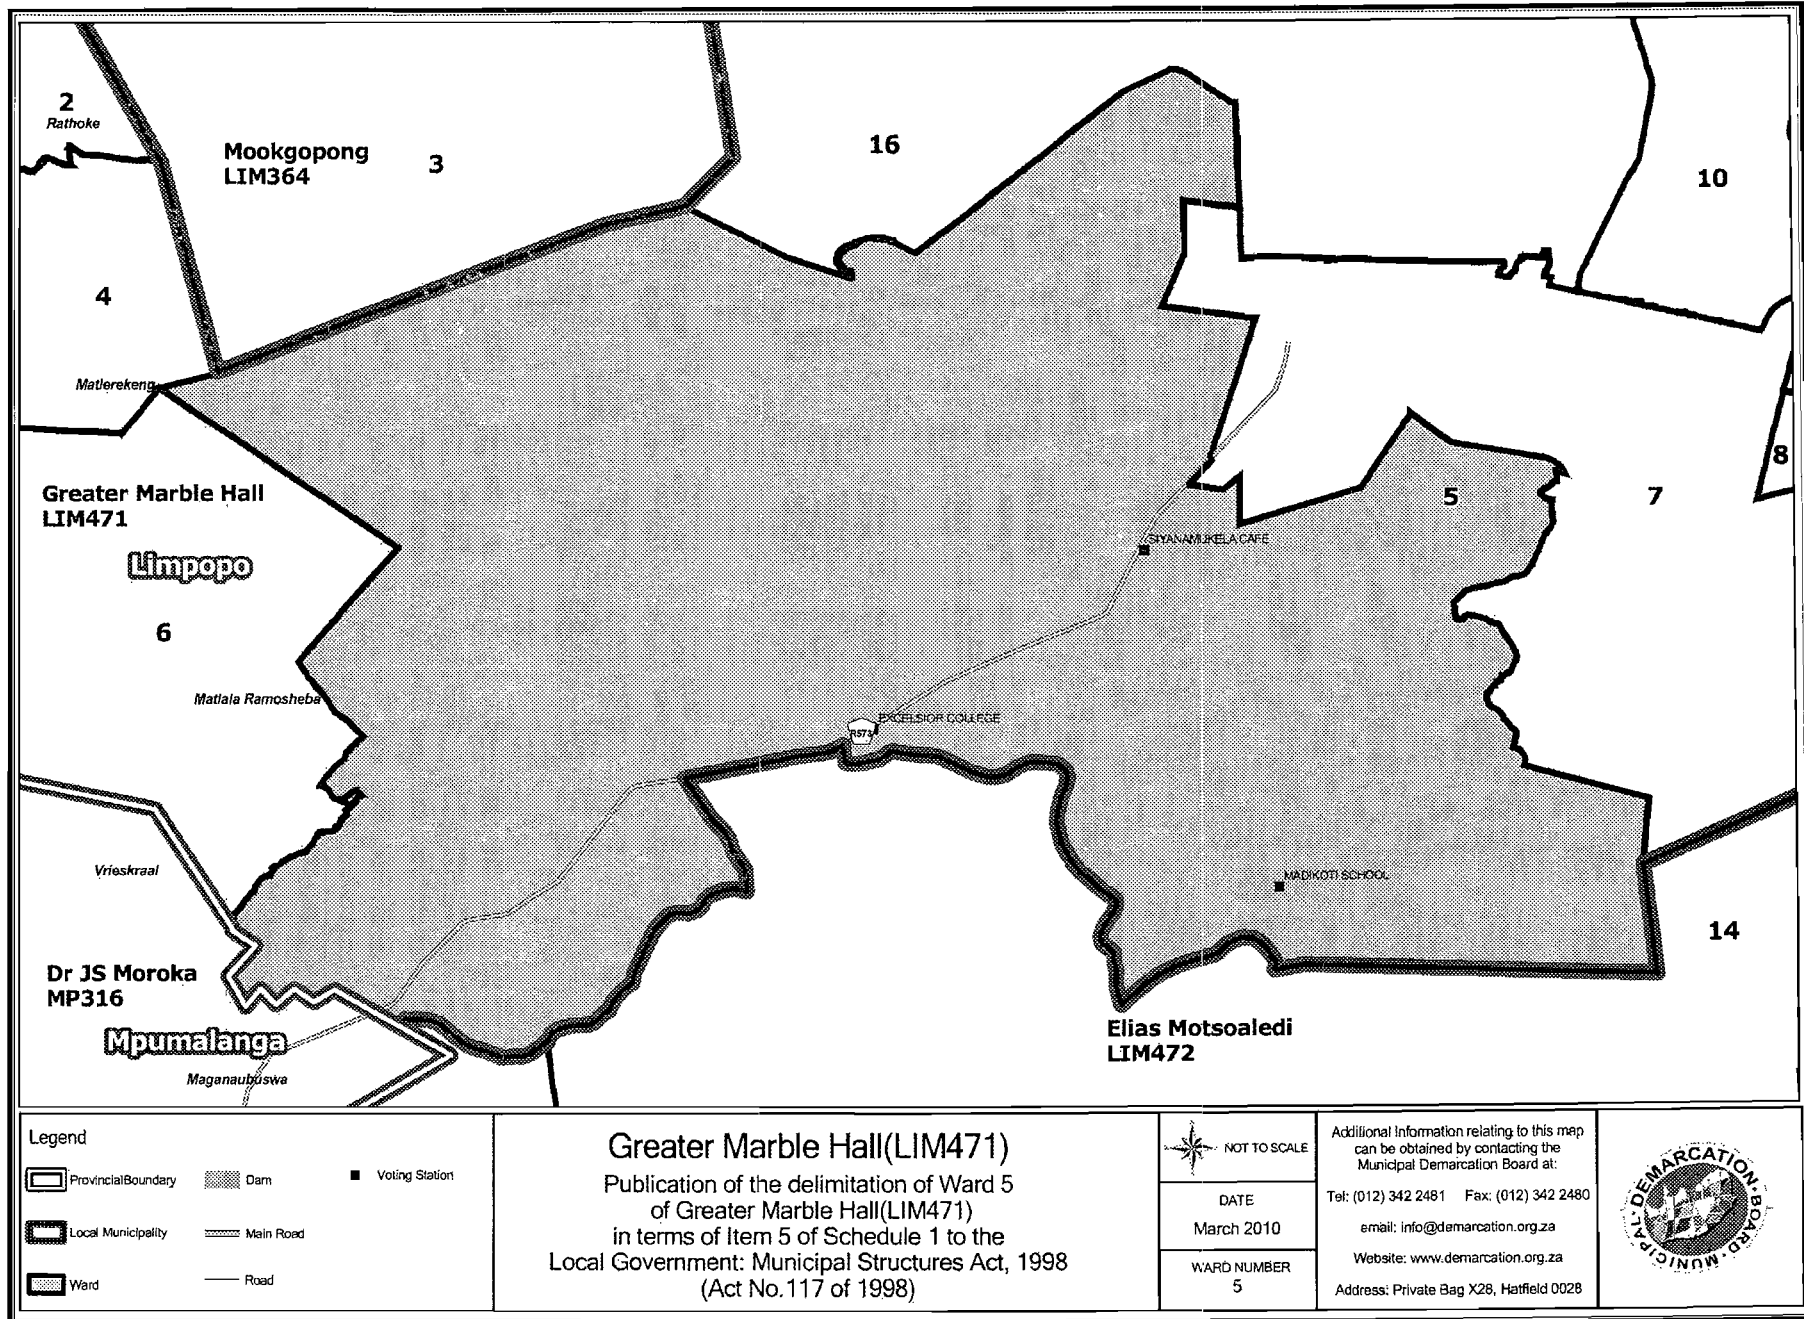 2
Rathoke
Mookgopong
LIM364
3
16
10
4
Matlerekeng
Greater Marble Hall
LIM471
Limpopo
6
5
7
8
SIYANAMUKELA CAFE
Matlala Ramosheba
EXCELSIOR COLLEGE
R573
Vrieskraal
MADIKOTI SCHOOL
14
Dr JS Moroka
MP316
Mpumalanga
Maganaubuswa
Elias Motsoaledi
LIM472
Legend
ProvincialBoundary
Dam
Voting Station
Local Municipality
Main Road
Ward
Road
Greater Marble Hall(LIM471)
Publication of the delimitation of Ward 5
of Greater Marble Hall(LIM471)
in terms of Item 5 of Schedule 1 to the
Local Government: Municipal Structures Act, 1998
(Act No.117 of 1998)
NOT TO SCALE
DATE
March 2010
WARD NUMBER
5
Additional Information relating to this map
can be obtained by contacting the
Municipal Demarcation Board at:
Tel: (012) 342 2481 Fax: (012) 342 2480
email: info@demarcation.org.za
Website: www.demarcation.org.za
Address: Private Bag X28, Hatfield 0028
MUNICIPAL DEMARCATION BOARD